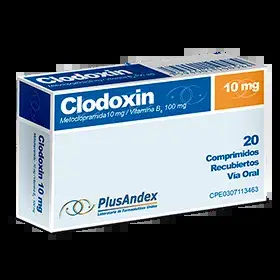 Clodoxin
10 mg
Metoclopramida 10 mg / Vitamina B₆ 100 mg
20
Comprimidos
Recubiertos
Vía Oral
Clodoxin 10 mg
PlusAndex
CPE0307113463